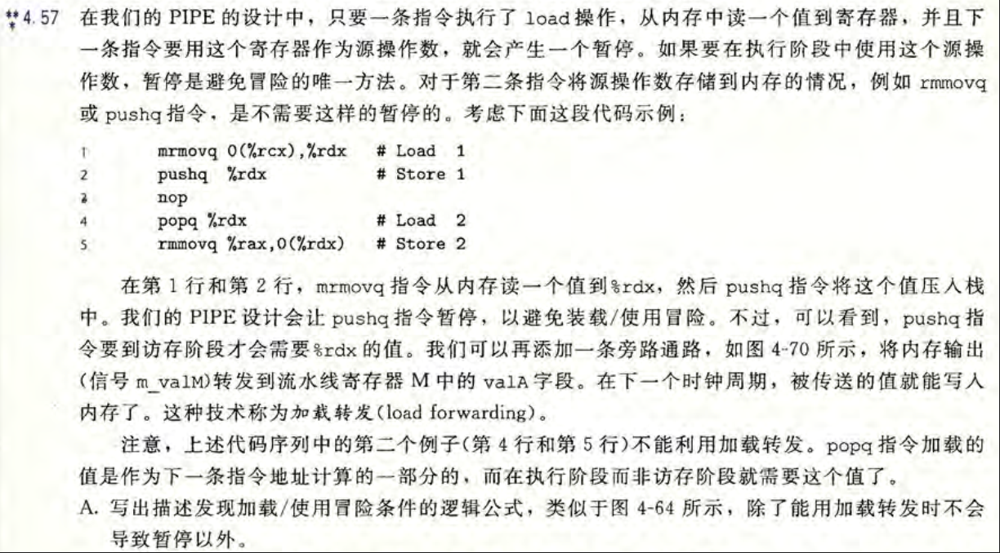 **4.57 在我们的 PIPE 的设计中，只要一条指令执行了 load操作，从内存中读一个值到寄存器，并且下
*
一条指令要用这个寄存器作为源操作数，就会产生一个暂停。如果要在执行阶段中使用这个源操
作数，暂停是避免冒险的唯一方法。对于第二条指令将源操作数存储到内存的情况，例如 rmmovq
或 pushq指令，是不需要这样的暂停的。考虑下面这段代码示例：
1 mrmovq 0(%rcx),%rdx # Load 1
2 pushq %rdx # Store 1
3 nop
4 popq %rdx # Load 2
5 rmmovq %rax,0(%rdx) # Store 2
在第 1 行和第 2 行，mrmovq 指令从内存读一个值到%rdx，然后 pushq 指令将这个值压入栈
中。我们的 PIPE 设计会让 pushq 指令暂停，以避免装载/使用冒险。不过，可以看到，pushq 指
令要到访存阶段才会需要%rdx 的值。我们可以再添加一条旁路通路，如图 4-70 所示，将内存输出
(信号 m_valM)转发到流水线寄存器 M 中的 valA 字段。在下一个时钟周期，被传送的值就能写入
内存了。这种技术称为加载转发(load forwarding)。
注意，上述代码序列中的第二个例子(第 4 行和第 5 行)不能利用加载转发。popq 指令加载的
值是作为下一条指令地址计算的一部分的，而在执行阶段而非访存阶段就需要这个值了。
A. 写出描述发现加载/使用冒险条件的逻辑公式，类似于图 4-64 所示，除了能用加载转发时不会
导致暂停以外。